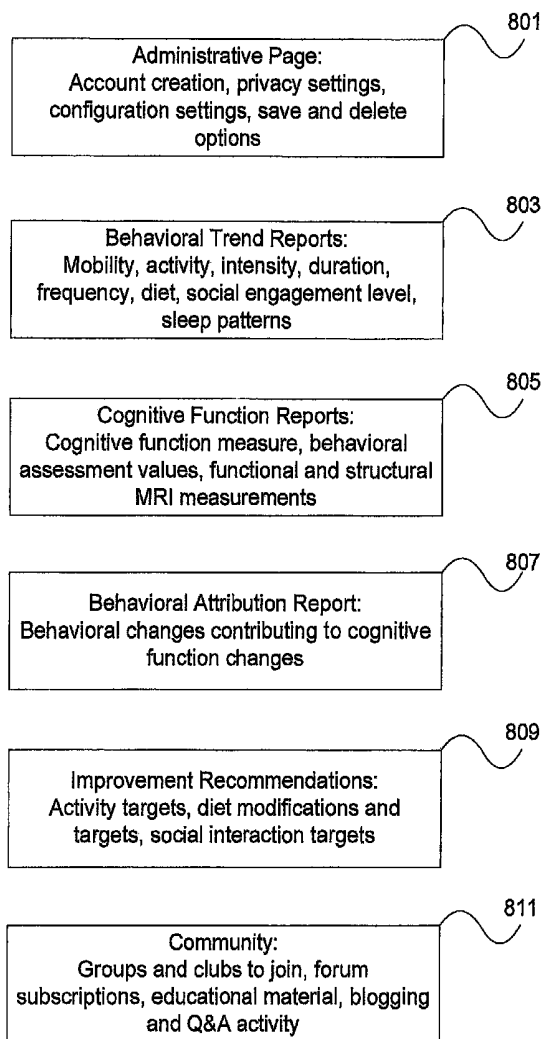 801
Administrative Page:
Account creation, privacy settings,
configuration settings, save and delete
options
803
Behavioral Trend Reports:
Mobility, activity, intensity, duration,
frequency, diet, social engagement level,
sleep patterns
805
Cognitive Function Reports:
Cognitive function measure, behavioral
assessment values, functional and structural
MRI measurements
807
Behavioral Attribution Report:
Behavioral changes contributing to cognitive
function changes
809
Improvement Recommendations:
Activity targets, diet modifications and
targets, social interaction targets
811
Community:
Groups and clubs to join, forum
subscriptions, educational material, blogging
and Q&A activity